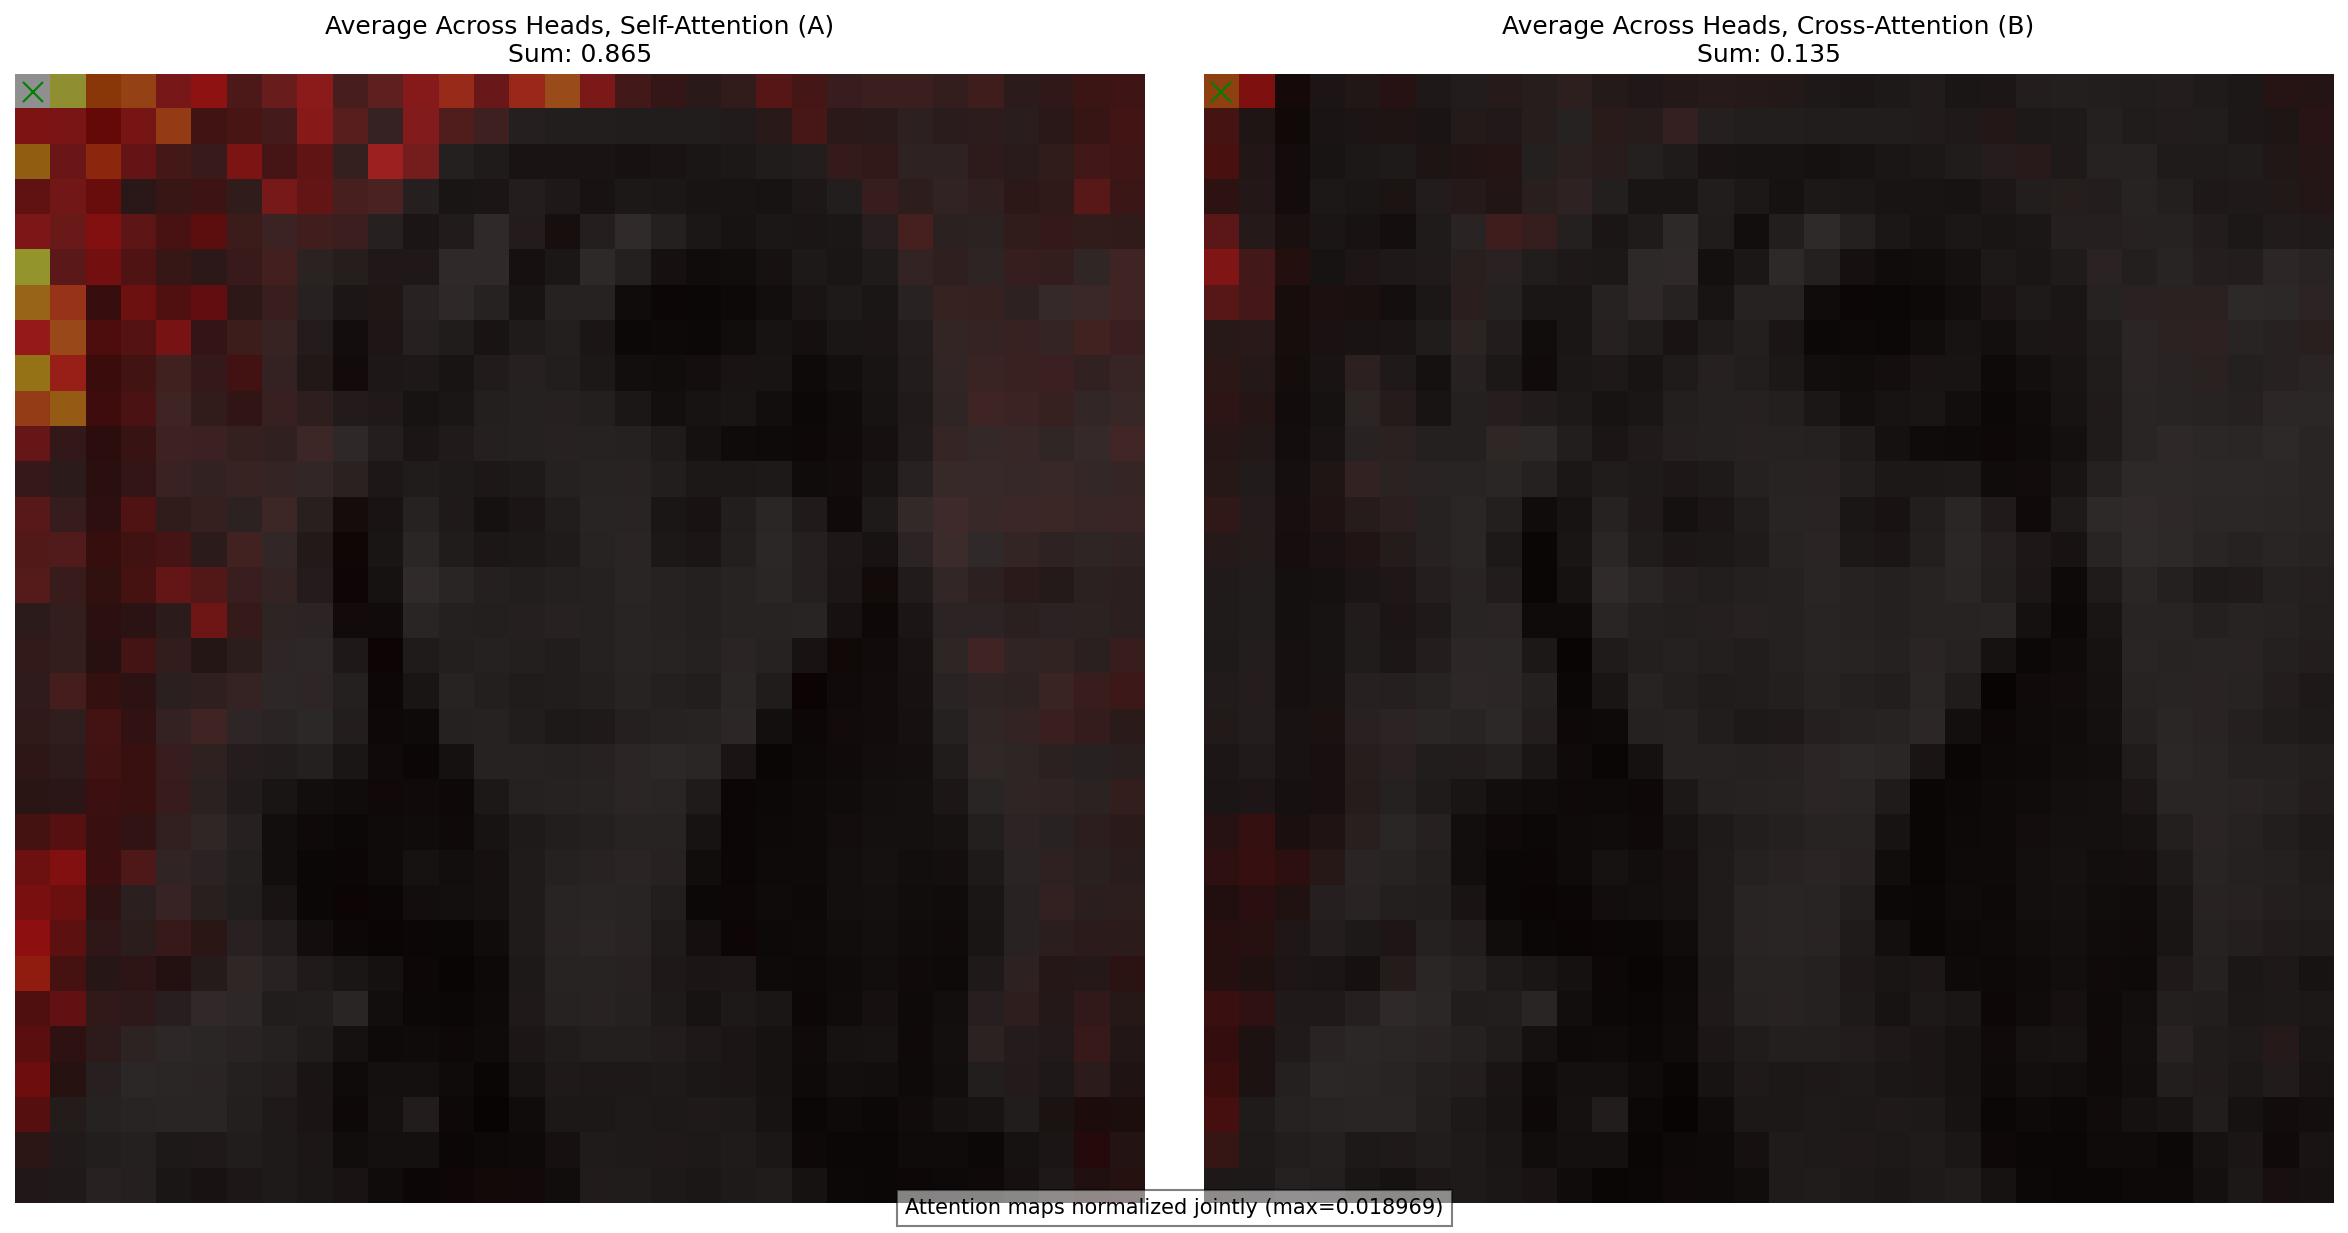 Average Across Heads, Self-Attention (A)
Sum: 0.865
Average Across Heads, Cross-Attention (B)
Sum: 0.135
Attention maps normalized jointly (max=0.018969)